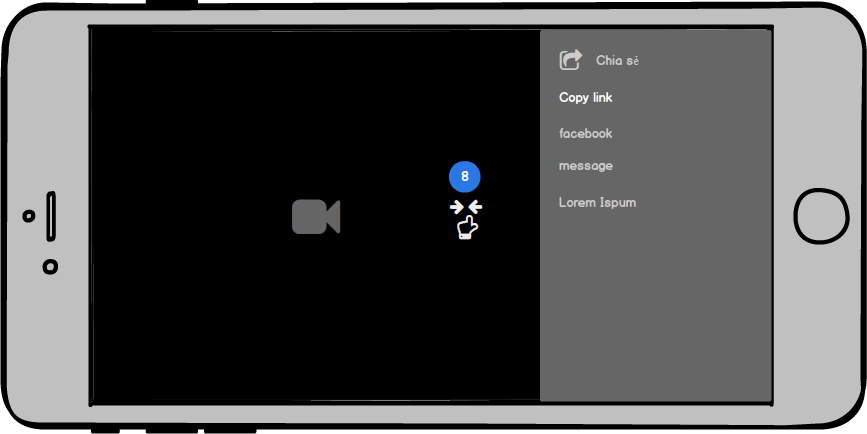 Chia sẻ
Copy link
facebook
message
8
Lorem Ispum